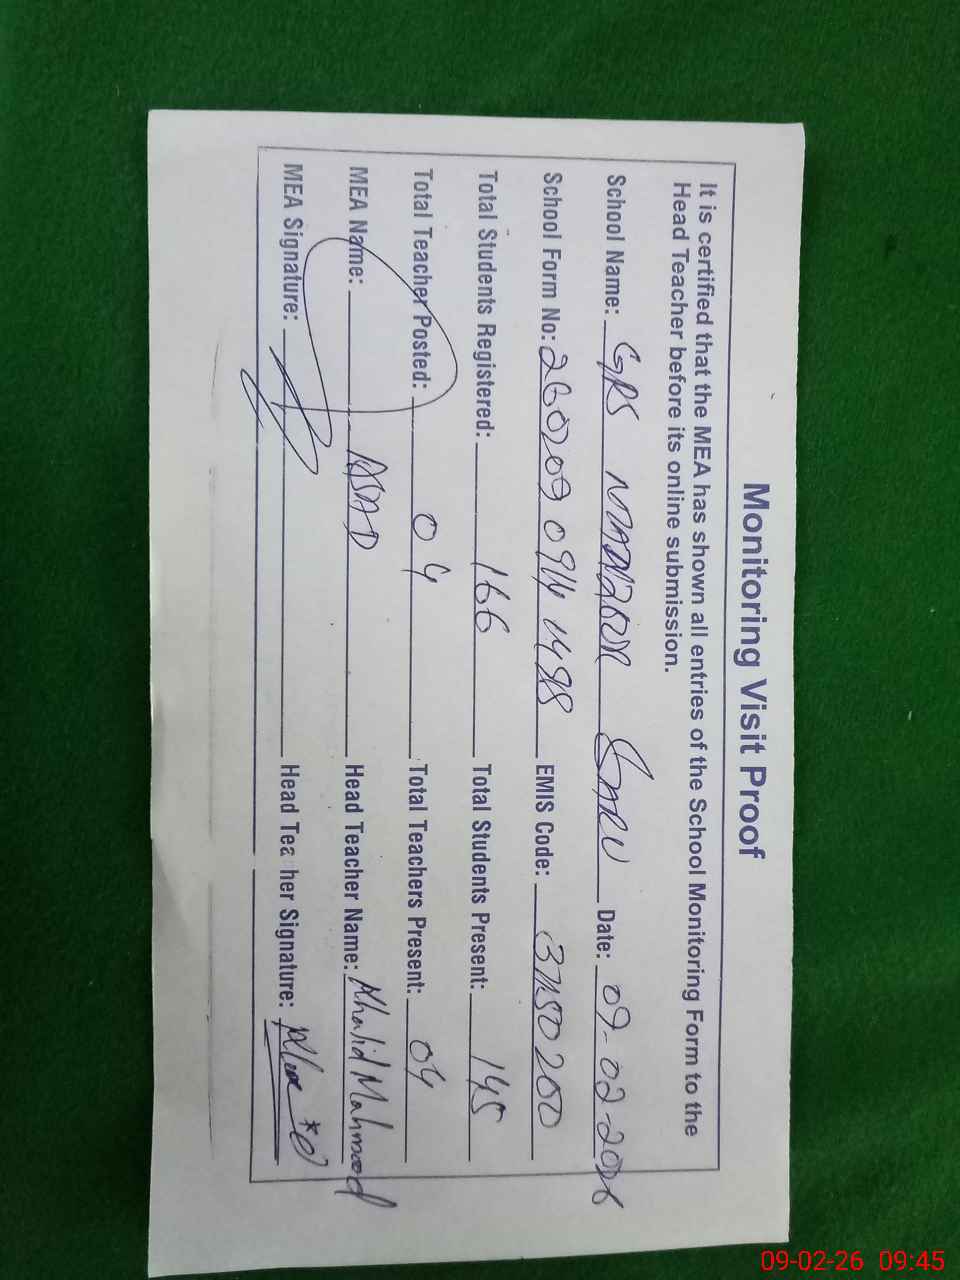 Monitoring Visit Proof
It is certified that the MEA has shown all entries of the School Monitoring Form to the
Head Teacher before its online submission.
School Name: GPS Date: 09-02-2026
School Form No: EMIS Code:
Total Students Registered: 166 Total Students Present: 145
Total Teacher Posted: 04 Total Teachers Present: 04
MEA Name: ASAD Head Teacher Name: Khalid Mahmood
MEA Signature: Head Teacher Signature:
09-02-26 09:45